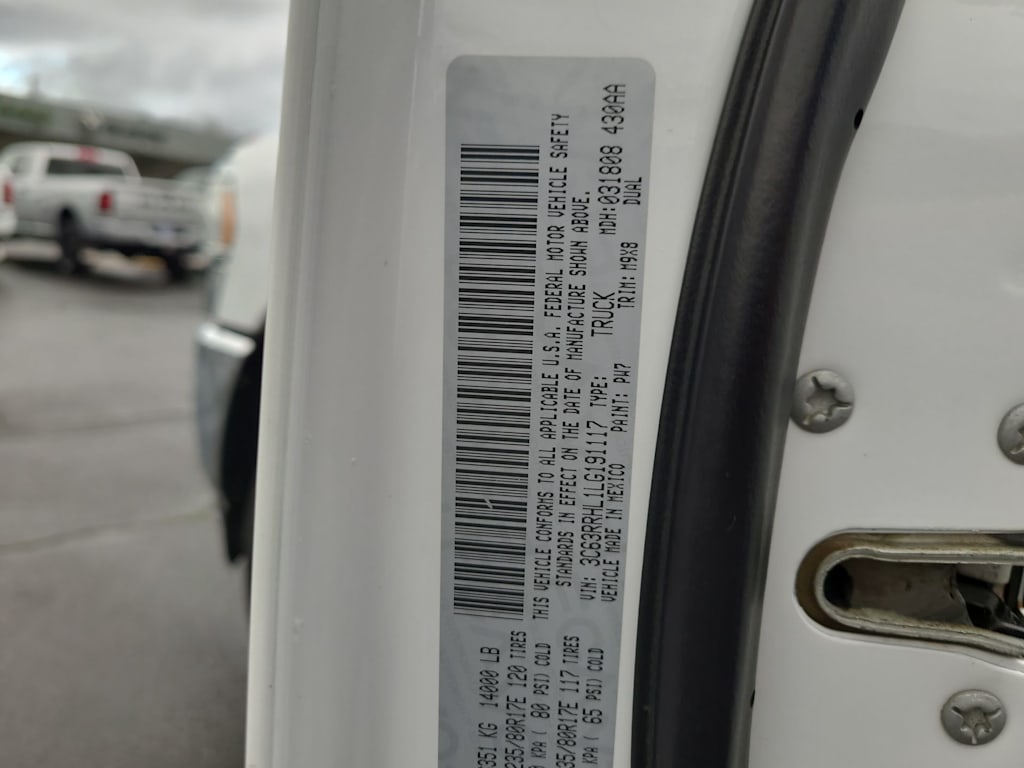 351 KG 14000 LB
235/80R17E 120 TIRES
KPA ( 80 PSI) COLD
35/80R17E 117 TIRES
KPA ( 65 PSI) COLD
THIS VEHICLE CONFORMS TO ALL APPLICABLE U.S.A. FEDERAL MOTOR VEHICLE SAFETY
STANDARDS IN EFFECT ON THE DATE OF MANUFACTURE SHOWN ABOVE.
VIN: 3C63RRHL1LG191117 TYPE: TRUCK MDH:031808 430AA
VEHICLE MADE IN MEXICO PAINT: PW7 TRIM: M9X8 DUAL